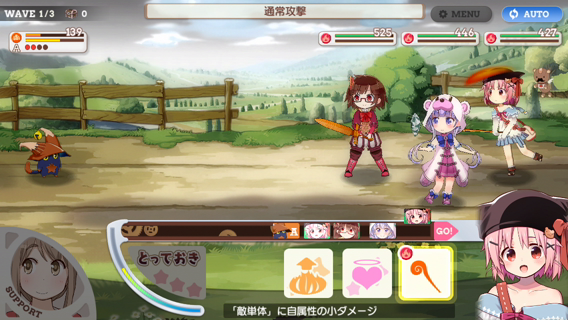 WAVE 1/3 0
通常攻撃
MENU
AUTO
139
A
525
446
427
A
GO!
とっておき
SUPPORT
「敵単体」に自属性の小ダメージ